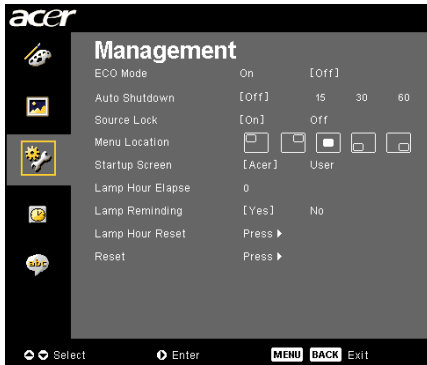 acer
Management
ECO Mode On [Off]
Auto Shutdown [Off] 15 30 60
Source Lock [On] Off
Menu Location
Startup Screen [Acer] User
Lamp Hour Elapse 0
Lamp Reminding [Yes] No
Lamp Hour Reset Press
Reset Press
abc
Select Enter MENU BACK Exit